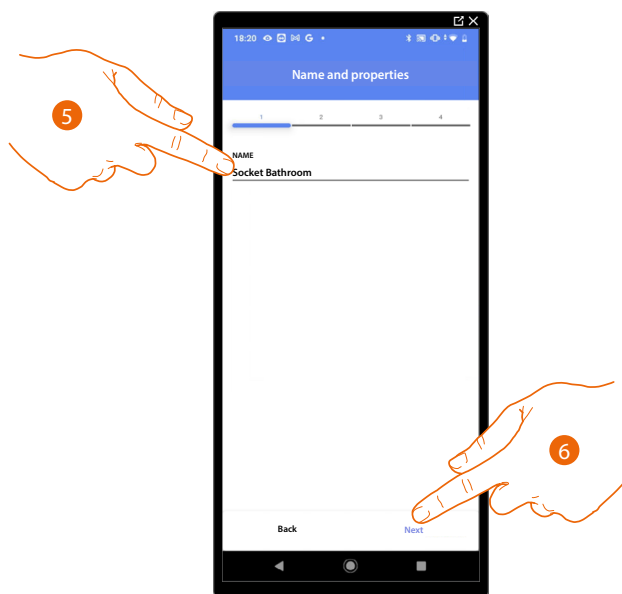 18:20 G
Name and properties
1 2 3 4
NAME
Socket Bathroom
5
6
Back Next